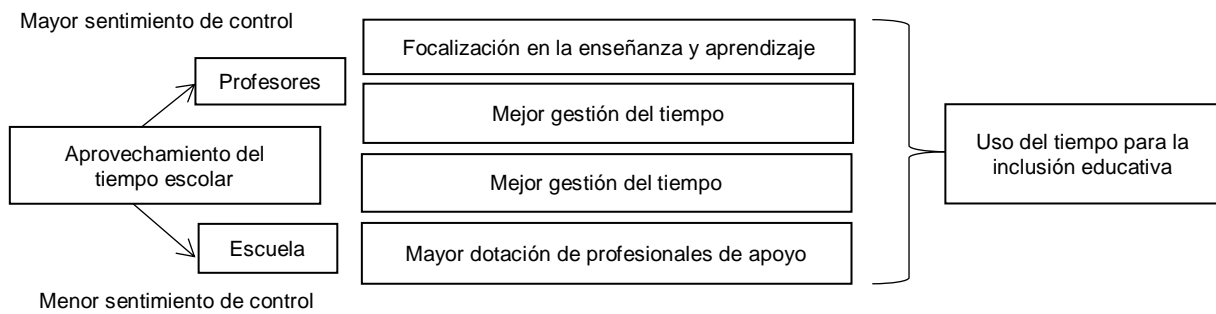 Mayor sentimiento de control
Focalización en la enseñanza y aprendizaje
Profesores
Mejor gestión del tiempo
Aprovechamiento del
tiempo escolar
Mejor gestión del tiempo
Uso del tiempo para la
inclusión educativa
Escuela
Mayor dotación de profesionales de apoyo
Menor sentimiento de control